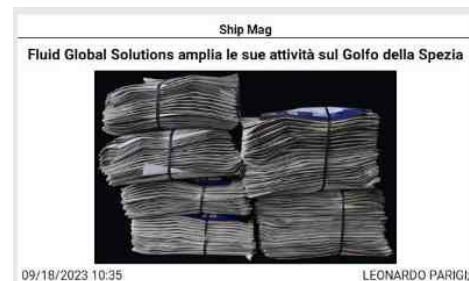 Ship Mag
Fluid Global Solutions amplia le sue attività sul Golfo della Spezia
09/18/2023 10:35
LEONARDO PARIGI;